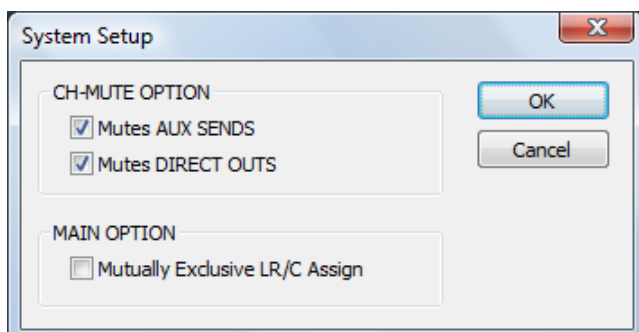 System Setup
CH-MUTE OPTION
Mutes AUX SENDS
Mutes DIRECT OUTS
OK
Cancel
MAIN OPTION
Mutually Exclusive LR/C Assign